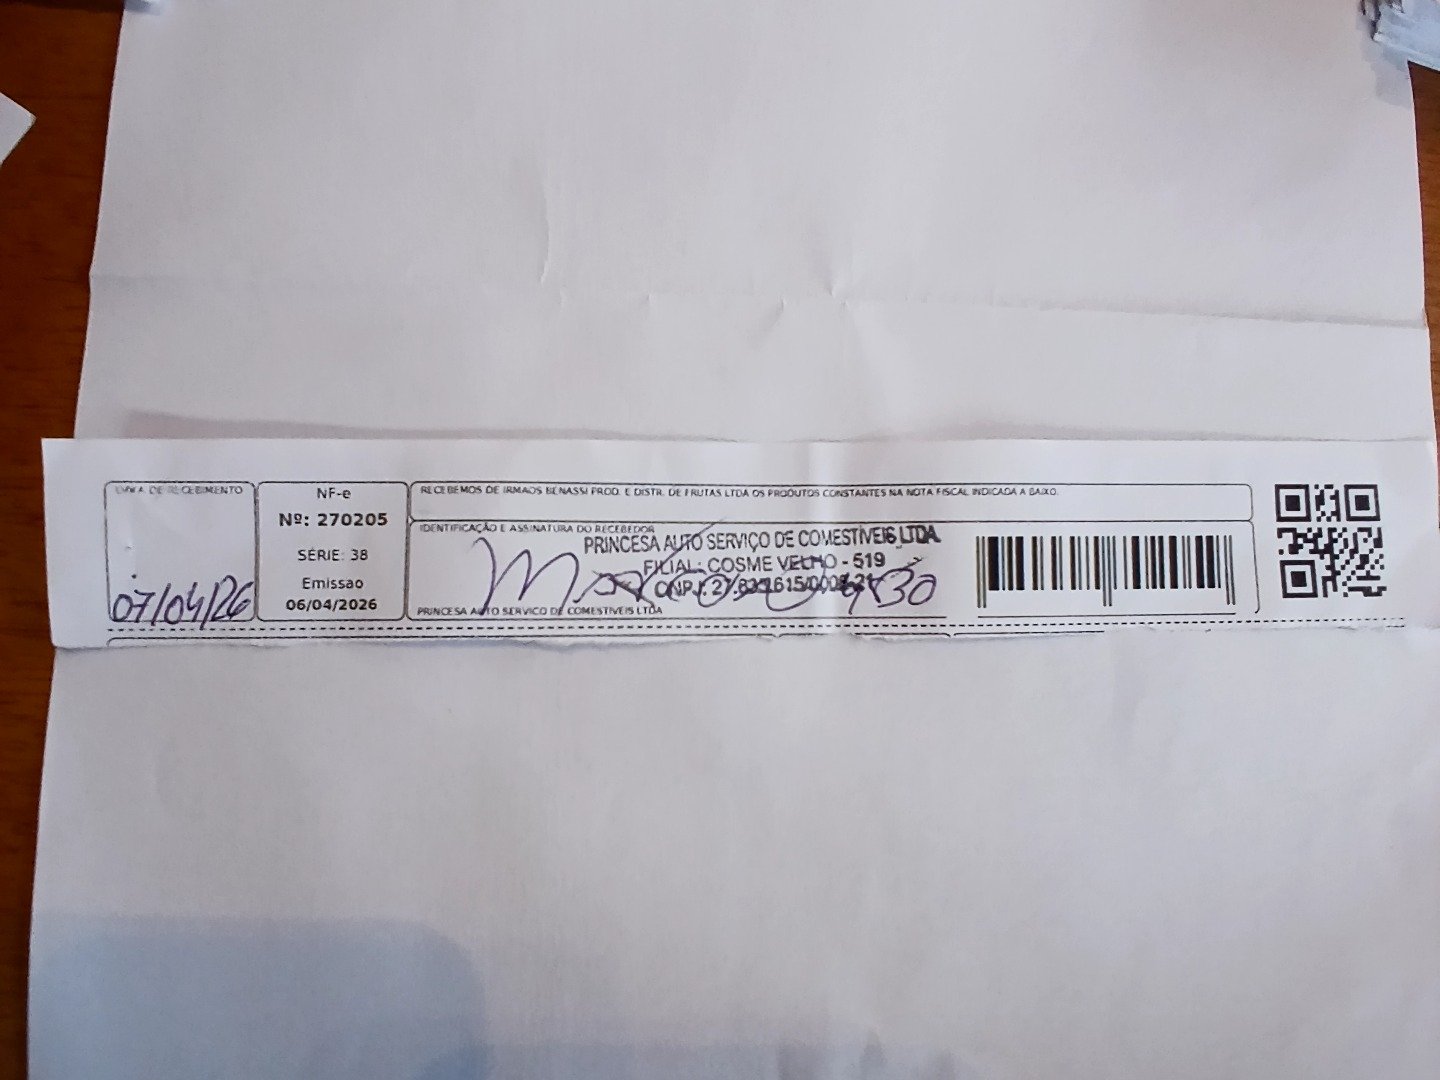 DATA DE RECEBIMENTO
07/04/26
NF-e
Nº: 270205
SÉRIE: 38
Emissao
06/04/2026
RECEBEMOS DE IRMAOS BENASSI PROD. E DISTR. DE FRUTAS LTDA OS PRODUTOS CONSTANTES NA NOTA FISCAL INDICADA A BAIXO.
IDENTIFICAÇÃO E ASSINATURA DO RECEBEDOR
PRINCESA AUTO SERVIÇO DE COMESTÍVEIS LTDA.
FILIAL: COSME VELHO - 519
CNPJ
PRINCESA AUTO SERVICO DE COMESTIVEIS LTDA